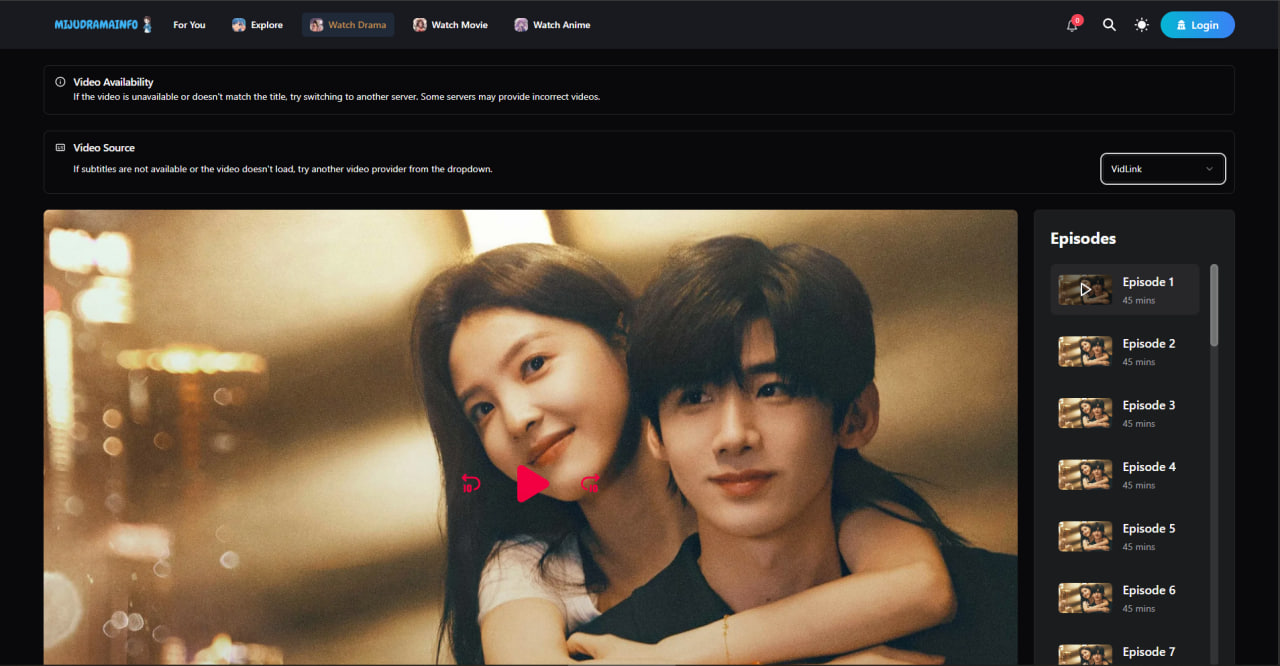 MIJUDRAMAINFO
For You
Explore
Watch Drama
Watch Movie
Watch Anime
0
Login
Video Availability
If the video is unavailable or doesn't match the title, try switching to another server. Some servers may provide incorrect videos.
Video Source
If subtitles are not available or the video doesn't load, try another video provider from the dropdown.
VidLink
10
10
Episodes
Episode 1
45 mins
Episode 2
45 mins
Episode 3
45 mins
Episode 4
45 mins
Episode 5
45 mins
Episode 6
45 mins
Episode 7